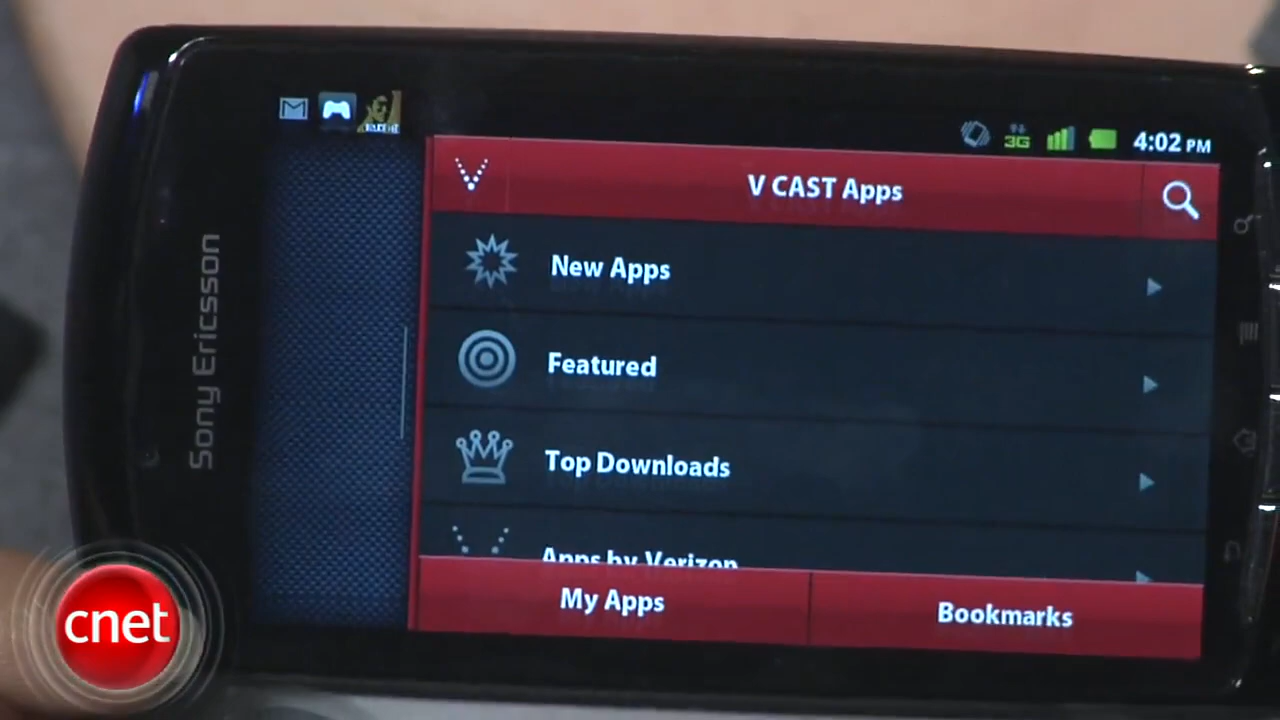 3G
4:02 PM
V CAST Apps
New Apps
Featured
Top Downloads
Apps by Verizon
My Apps
Bookmarks
Sony Ericsson
cnet